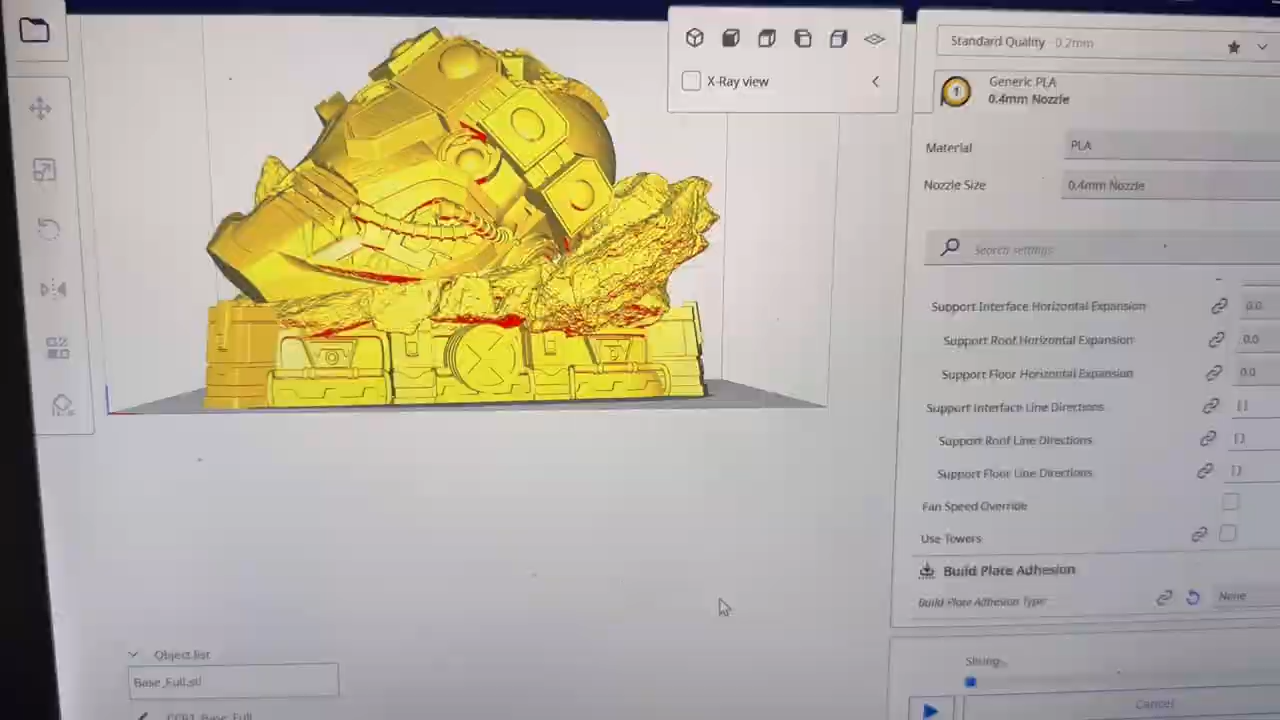 Standard Quality - 0.2mm
X-Ray view
1
Generic PLA
0.4mm Nozzle
Material
PLA
Nozzle Size
0.4mm Nozzle
Search settings
Support Interface Horizontal Expansion
0.0
Support Roof Horizontal Expansion
0.0
Support Floor Horizontal Expansion
0.0
Support Interface Line Directions
[]
Support Roof Line Directions
[]
Support Floor Line Directions
[]
Fan Speed Override
Use Towers
Build Plate Adhesion
Build Plate Adhesion Type
None
Object list
Slicing...
Base_Full.stl
CCR1_Base_Full
Cancel